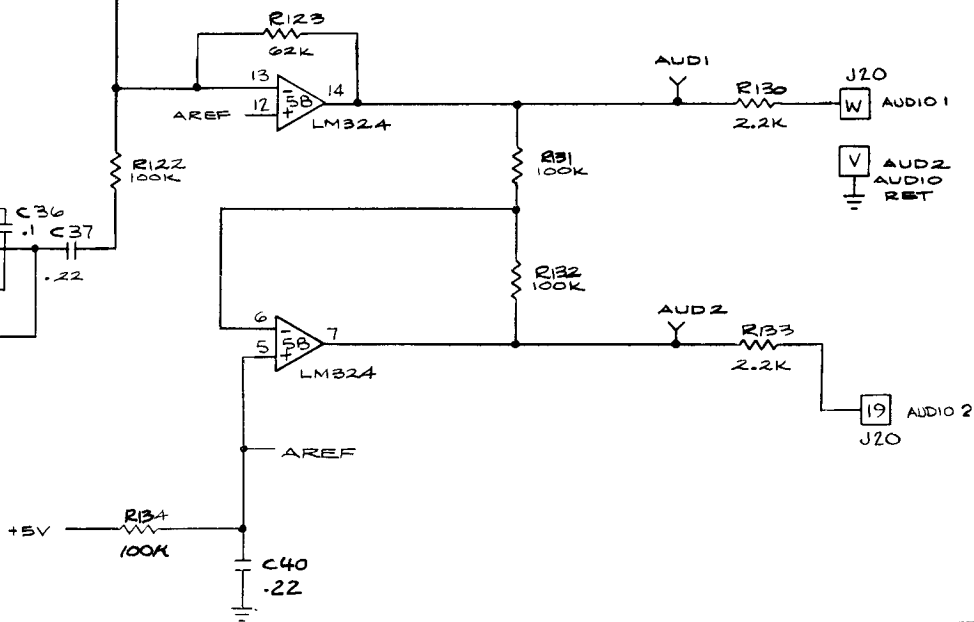 R123
62K
13
12
AREF
-
5B
+
14
LM324
AUD1
R130
2.2K
J20
W AUDIO 1
V AUD2
AUDIO
RET
R122
100K
R131
100K
C36
.1
C37
.22
R132
100K
6
5
-
5B
+
7
LM324
AUD2
R133
2.2K
19 AUDIO 2
J20
AREF
+5V
R134
100K
C40
.22